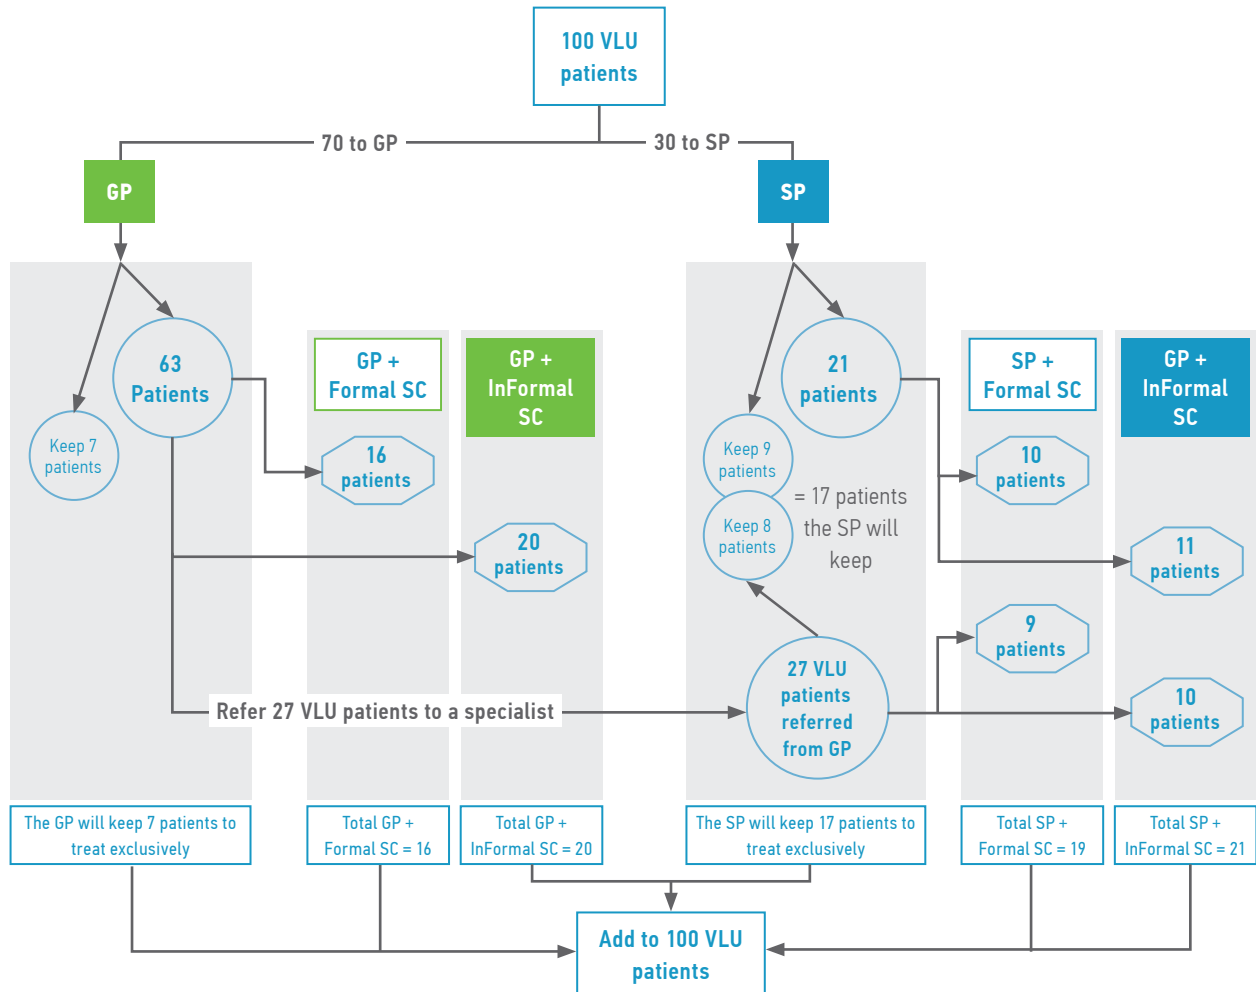 100 VLU
patients
70 to GP
30 to SP
GP
SP
63
Patients
Keep 7
patients
GP +
Formal SC
16
patients
GP +
InFormal
SC
20
patients
21
patients
Keep 9
patients
Keep 8
patients
= 17 patients
the SP will
keep
SP +
Formal SC
10
patients
9
patients
GP +
InFormal
SC
11
patients
10
patients
Refer 27 VLU patients to a specialist
27 VLU
patients
referred
from GP
The GP will keep 7 patients to
treat exclusively
Total GP +
Formal SC = 16
Total GP +
InFormal SC = 20
The SP will keep 17 patients to
treat exclusively
Total SP +
Formal SC = 19
Total SP +
InFormal SC = 21
Add to 100 VLU
patients